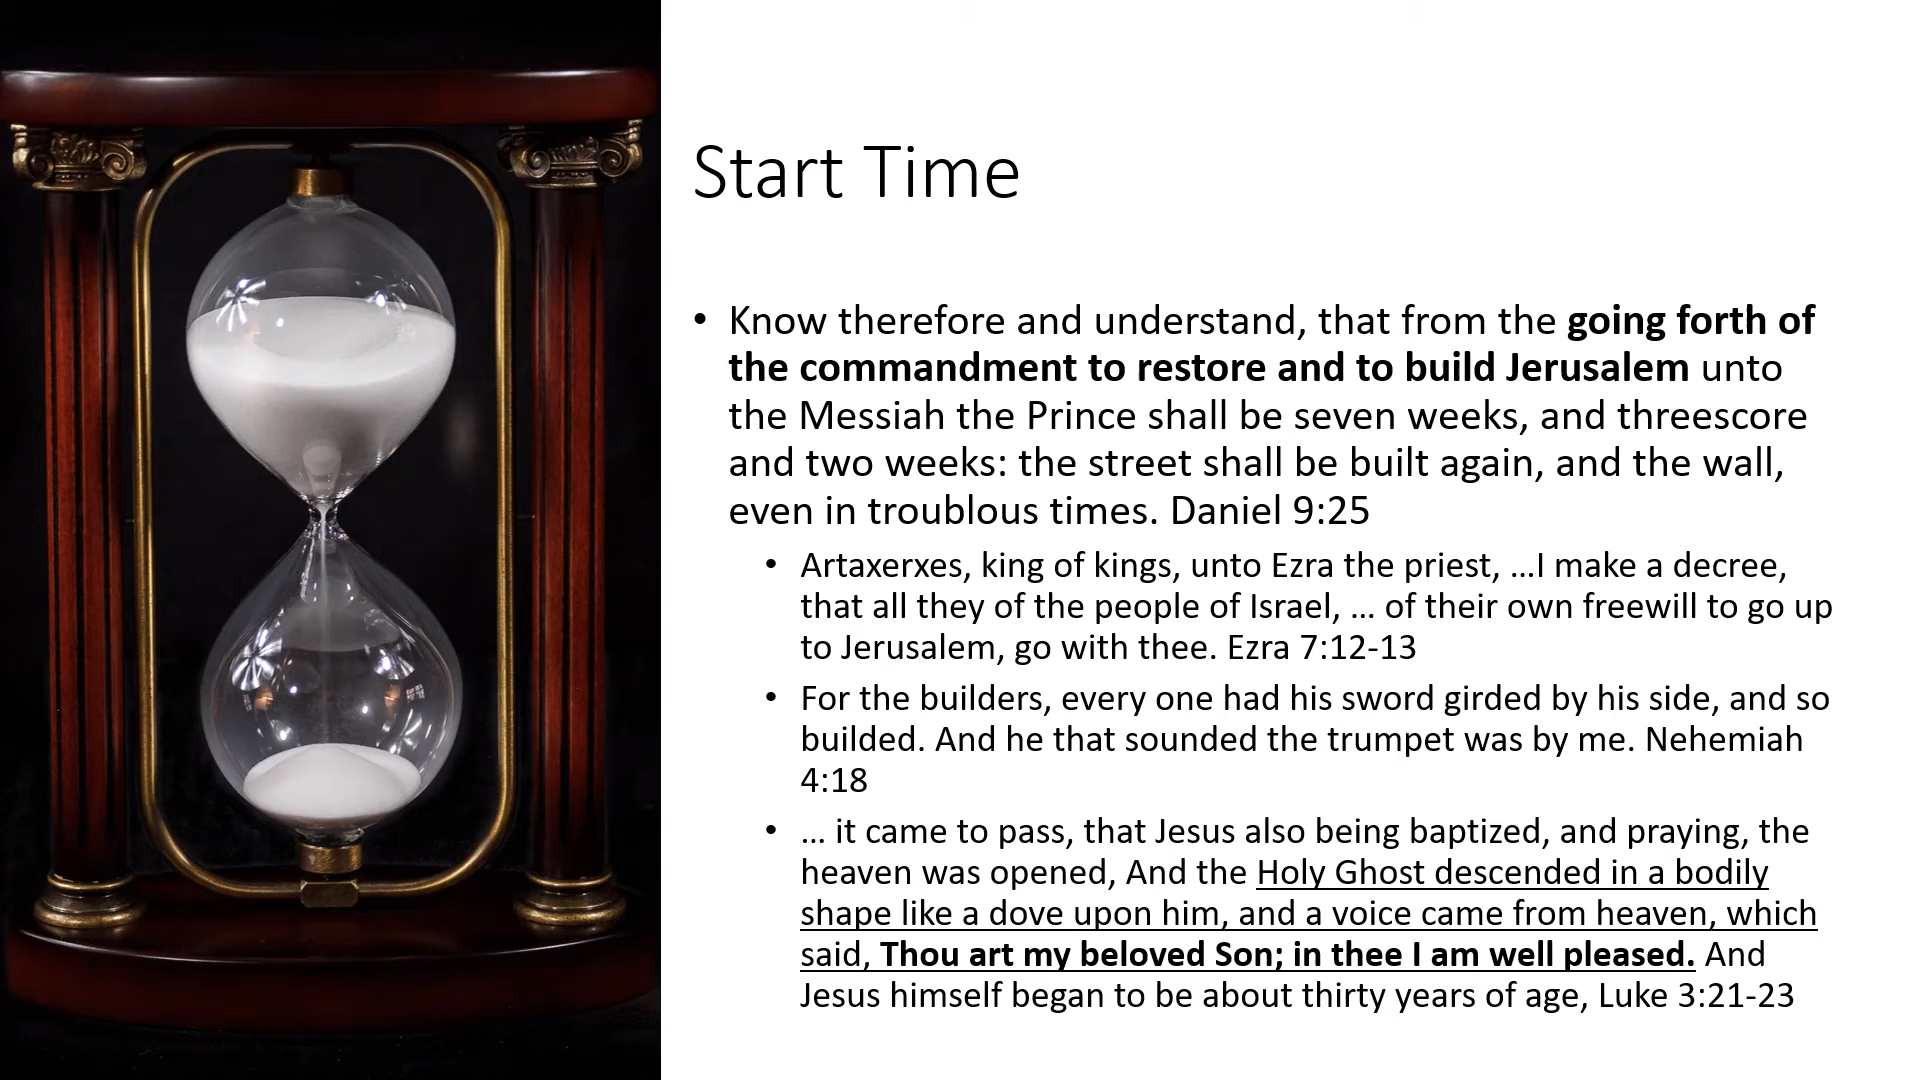 Start Time
• Know therefore and understand, that from the going forth of
the commandment to restore and to build Jerusalem unto
the Messiah the Prince shall be seven weeks, and threescore
and two weeks: the street shall be built again, and the wall,
even in troublous times. Daniel 9:25
• Artaxerxes, king of kings, unto Ezra the priest, …I make a decree,
that all they of the people of Israel, … of their own freewill to go up
to Jerusalem, go with thee. Ezra 7:12-13
• For the builders, every one had his sword girded by his side, and so
builded. And he that sounded the trumpet was by me. Nehemiah
4:18
• … it came to pass, that Jesus also being baptized, and praying, the
heaven was opened, And the Holy Ghost descended in a bodily
shape like a dove upon him, and a voice came from heaven, which
said, Thou art my beloved Son; in thee I am well pleased. And
Jesus himself began to be about thirty years of age, Luke 3:21-23